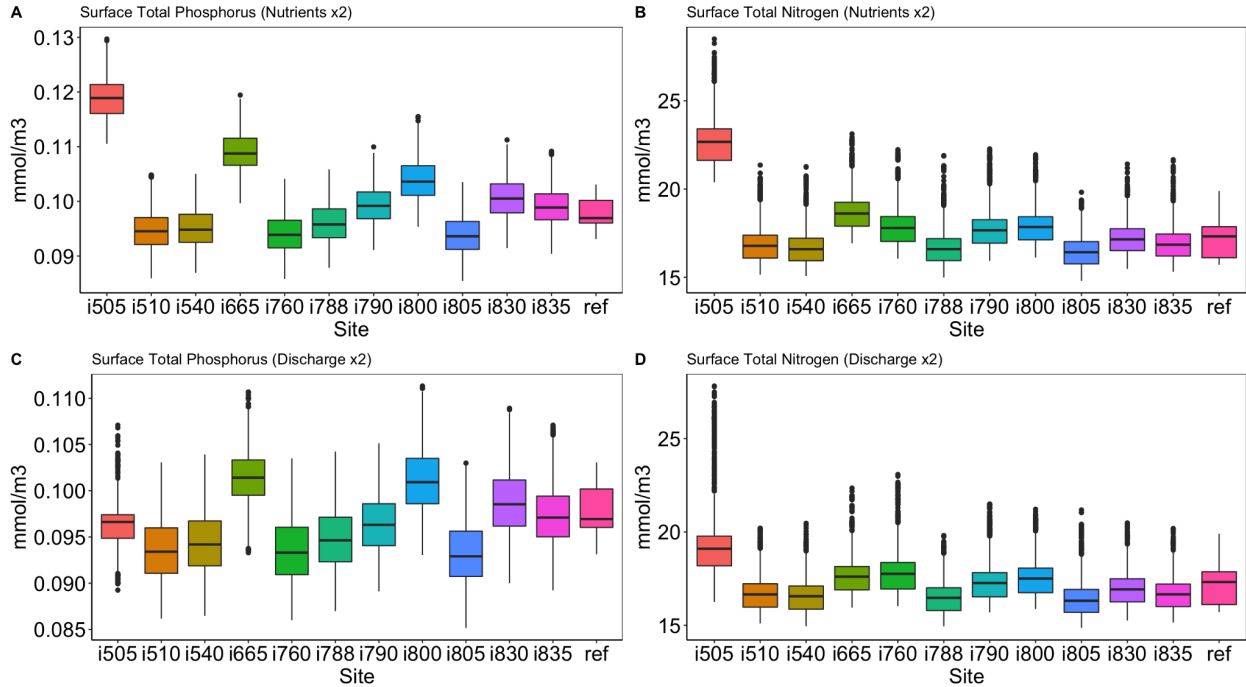 A Surface Total Phosphorus (Nutrients x2)
mmol/m3
0.13
0.12
0.11
0.10
0.09
i505 i510 i540 i665 i760 i788 i790 i800 i805 i830 i835 ref
Site
B Surface Total Nitrogen (Nutrients x2)
mmol/m3
25
20
15
i505 i510 i540 i665 i760 i788 i790 i800 i805 i830 i835 ref
Site
C Surface Total Phosphorus (Discharge x2)
mmol/m3
0.110
0.105
0.100
0.095
0.090
0.085
i505 i510 i540 i665 i760 i788 i790 i800 i805 i830 i835 ref
Site
D Surface Total Nitrogen (Discharge x2)
mmol/m3
25
20
15
i505 i510 i540 i665 i760 i788 i790 i800 i805 i830 i835 ref
Site